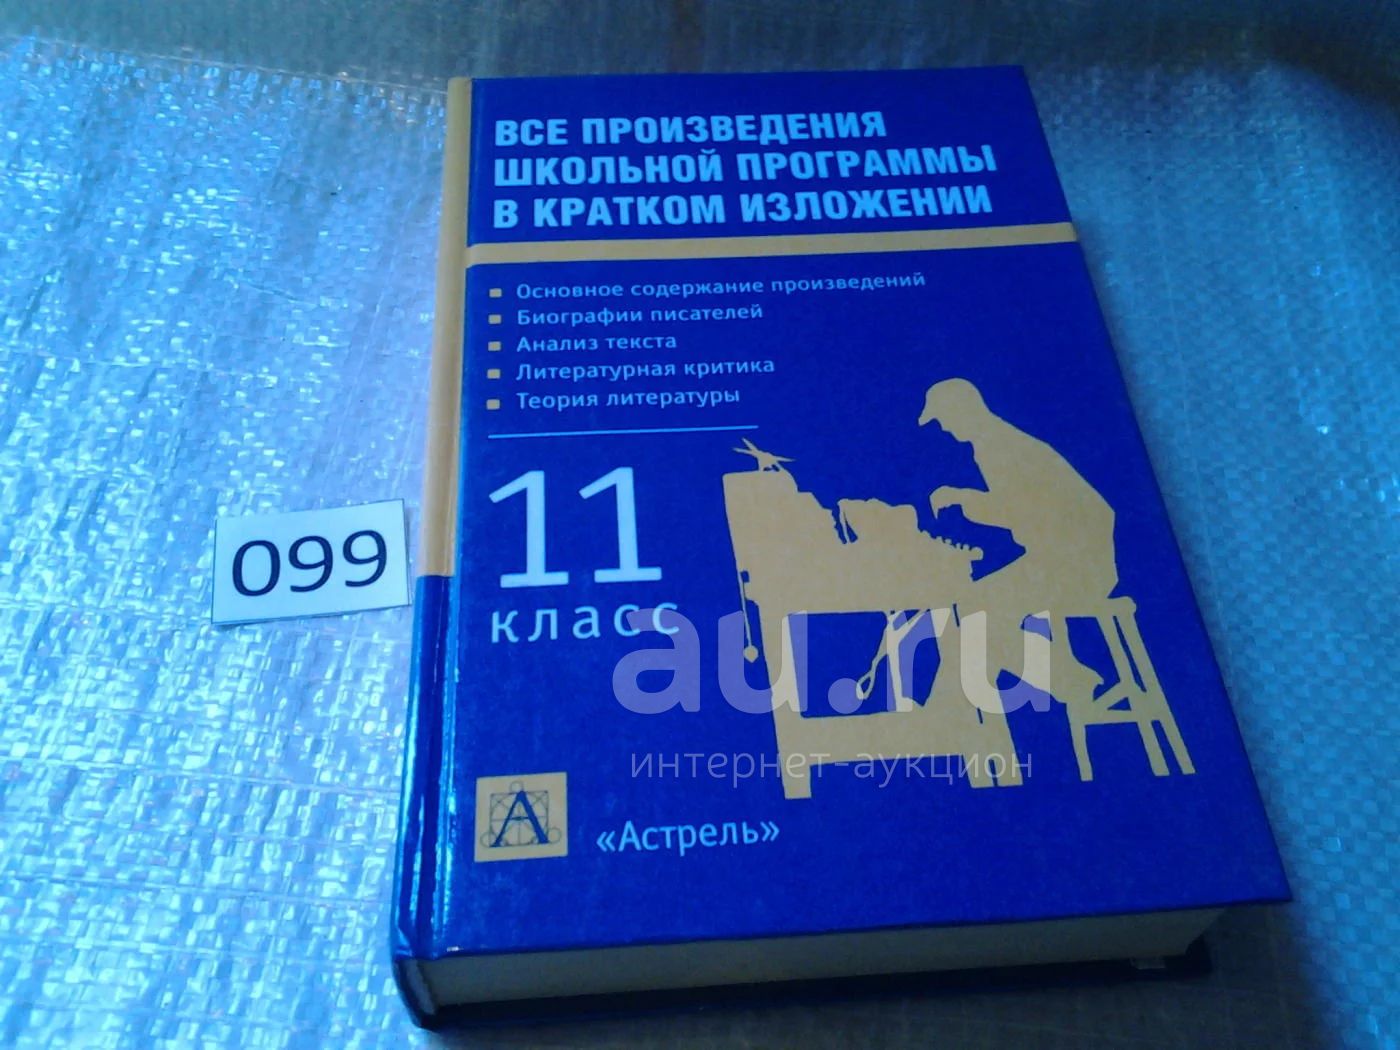 ВСЕ ПРОИЗВЕДЕНИЯ
ШКОЛЬНОЙ ПРОГРАММЫ
В КРАТКОМ ИЗЛОЖЕНИИ
Основное содержание произведений
Биографии писателей
Анализ текста
Литературная критика
Теория литературы
11
класс
099
au.ru
интернет-аукцион
А
«Астрель»